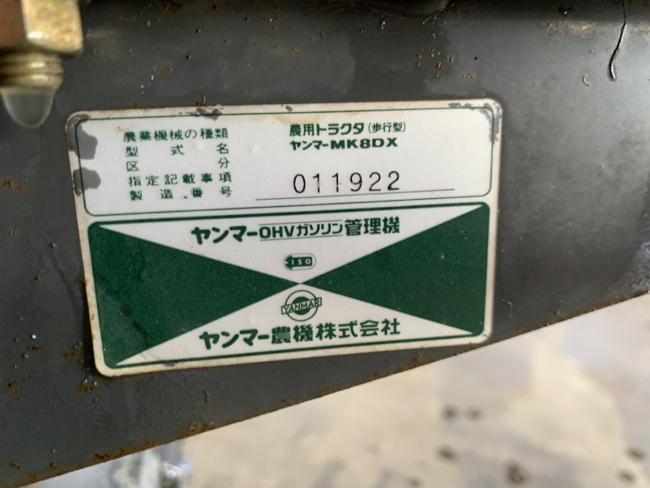 農業機械の種類 農用トラクタ(歩行型)
型式名 ヤンマーMK8DX
区分
指定記載事項
製造番号 011922
ヤンマーOHVガソリン管理機
ISO
YANMAR
ヤンマー農機株式会社